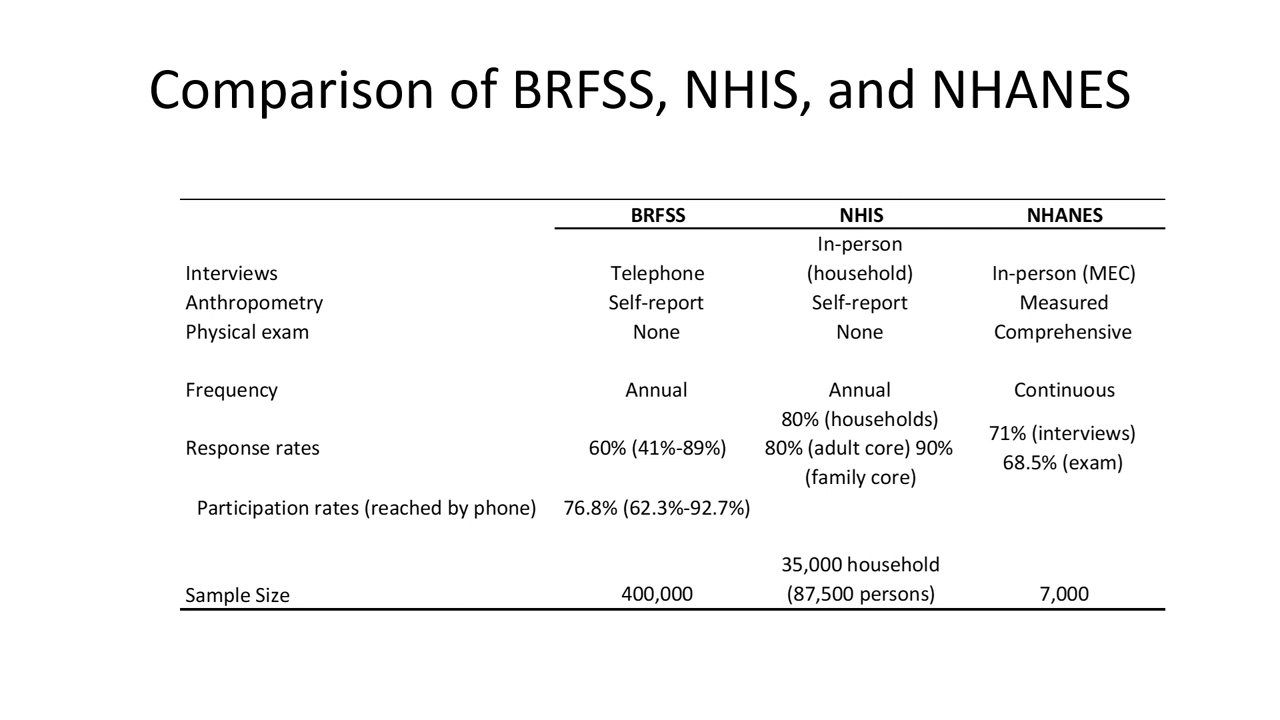 Comparison of BRFSS, NHIS, and NHANES
BRFSS NHIS NHANES
In-person
Interviews Telephone (household) In-person (MEC)
Anthropometry Self-report Self-report Measured
Physical exam None None Comprehensive
Frequency Annual Annual Continuous
80% (households)
71% (interviews)
Response rates 60% (41%-89%) 80% (adult core) 90%
68.5% (exam)
(family core)
Participation rates (reached by phone) 76.8% (62.3%-92.7%)
35,000 household
Sample Size 400,000 (87,500 persons) 7,000